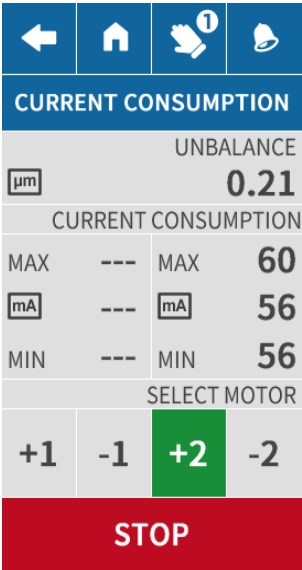 1
CURRENT CONSUMPTION
UNBALANCE
µm 0.21
CURRENT CONSUMPTION
MAX --- MAX 60
mA --- mA 56
MIN --- MIN 56
SELECT MOTOR
+1 -1 +2 -2
STOP